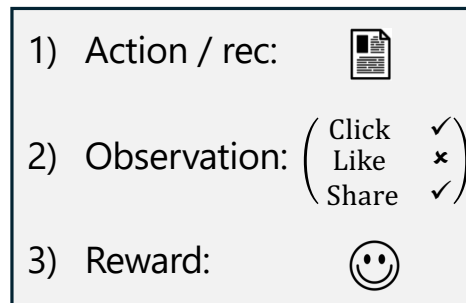 1) Action / rec:
2) Observation: Click ✓
Like ×
Share ✓
3) Reward: